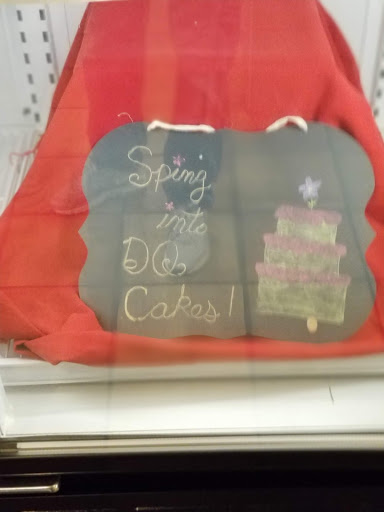 Sping
into
DQ
Cakes!